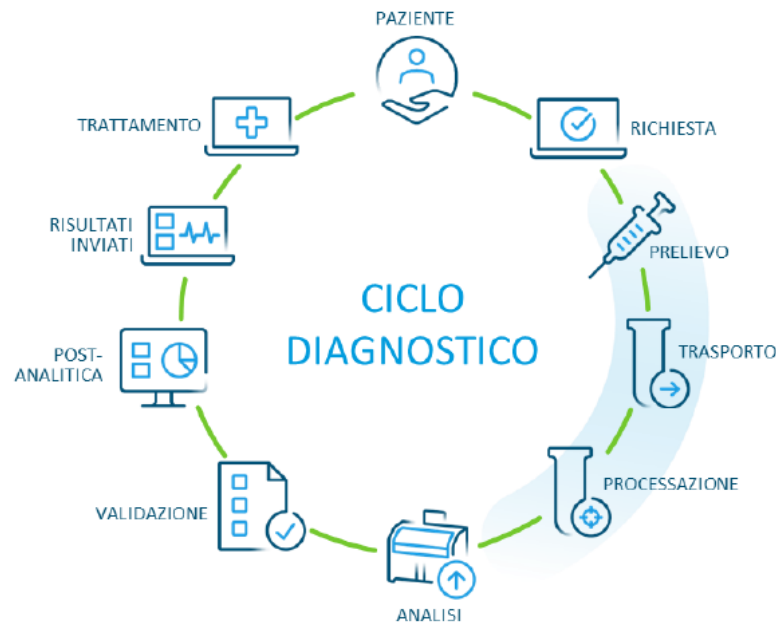 PAZIENTE
RICHIESTA
PRELIEVO
TRASPORTO
PROCESSAZIONE
ANALISI
VALIDAZIONE
POST-
ANALITICA
RISULTATI
INVIATI
TRATTAMENTO
CICLO
DIAGNOSTICO